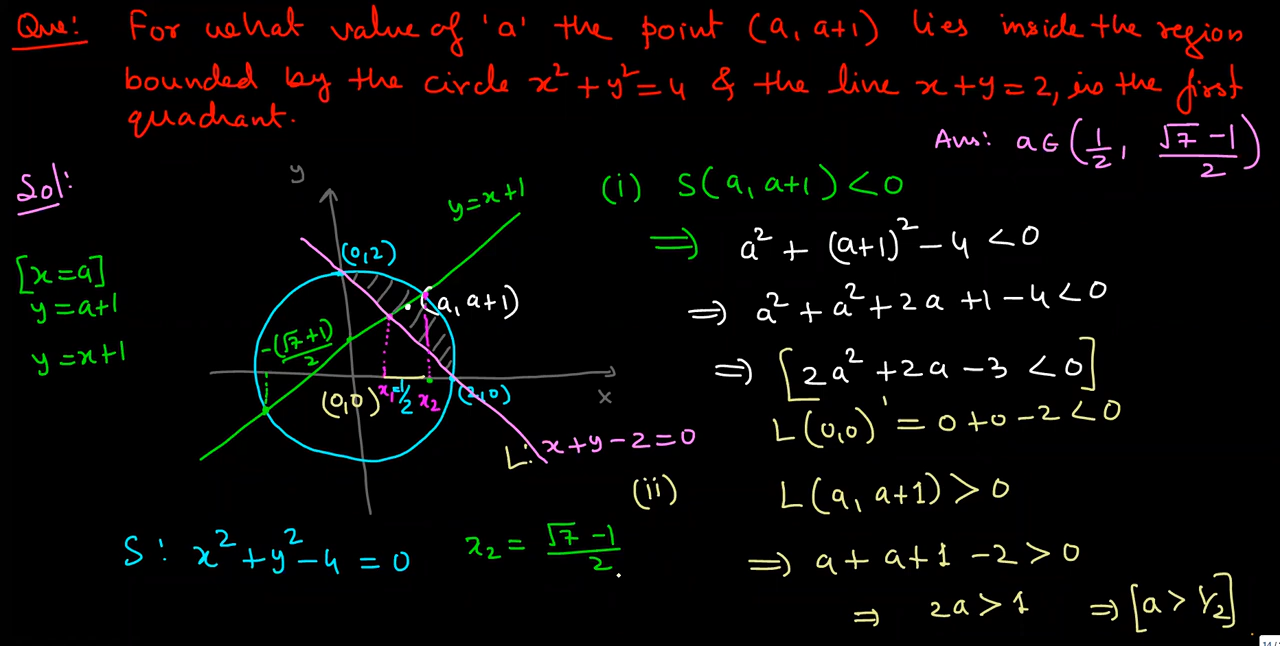 Que: For what value of 'a' the point (a, a+1) lies inside the region
bounded by the circle x² + y² = 4 & the line x + y = 2, in the first
quadrant.
Ans: a ∈ (1/2, (√7 - 1)/2)
Sol:
[x = a]
y = a+1
y = x+1
y
y = x+1
(0,2)
(a, a+1)
-(√7+1)/2
(0,0)
x₁=1/2
x₂
(2,0)
x
L: x+y-2=0
S: x² + y² - 4 = 0
x₂ = (√7 - 1)/2
(i) S(a, a+1) < 0
⇒ a² + (a+1)² - 4 < 0
⇒ a² + a² + 2a + 1 - 4 < 0
⇒ [2a² + 2a - 3 < 0]
L(0,0) = 0 + 0 - 2 < 0
(ii) L(a, a+1) > 0
⇒ a + a + 1 - 2 > 0
⇒ 2a > 1 ⇒ [a > 1/2]